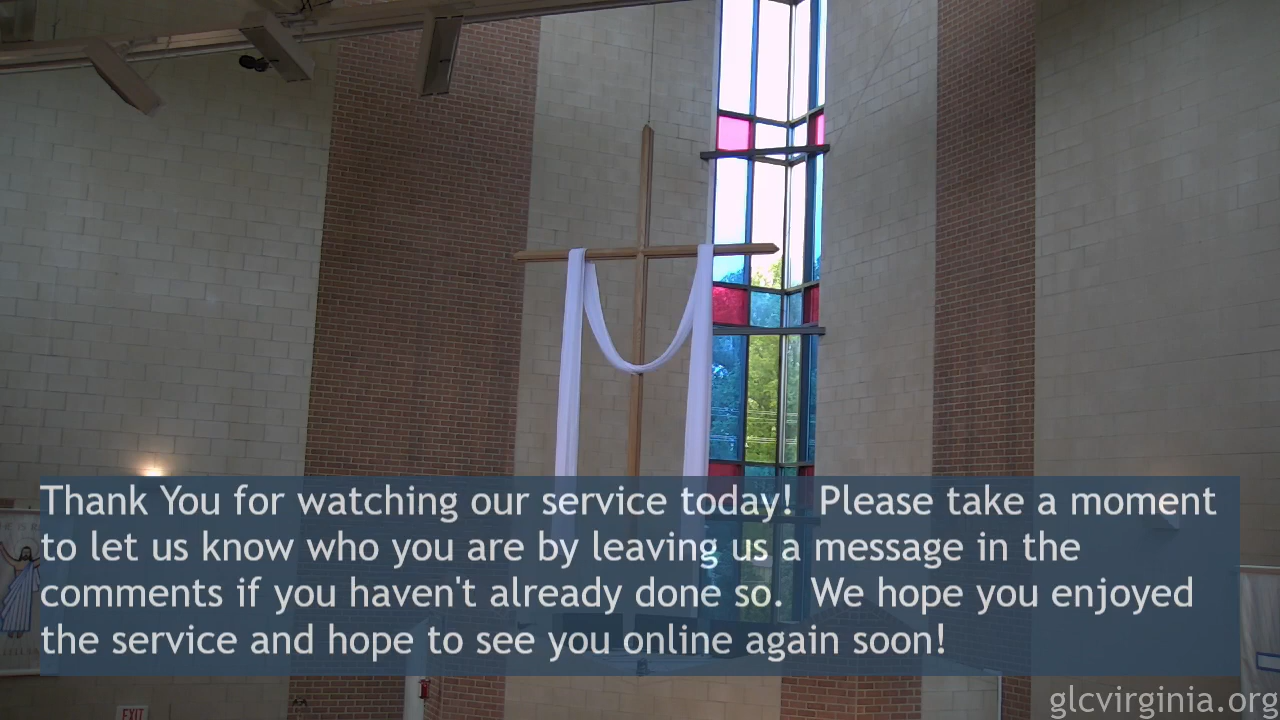 Thank You for watching our service today!  Please take a moment
to let us know who you are by leaving us a message in the
comments if you haven't already done so.  We hope you enjoyed
the service and hope to see you online again soon!
glcvirginia.org
EXIT